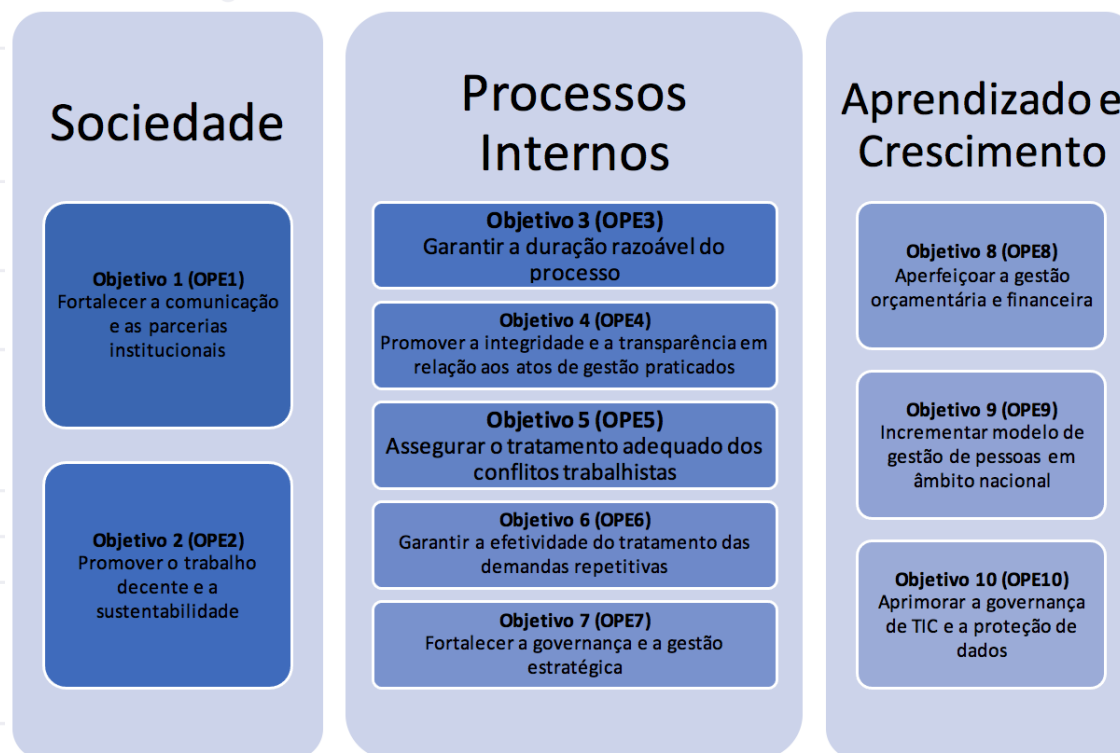 Sociedade
Objetivo 1 (OPE1)
Fortalecer a comunicação
e as parcerias
institucionais
Objetivo 2 (OPE2)
Promover o trabalho
decente e a
sustentabilidade
Processos
Internos
Objetivo 3 (OPE3)
Garantir a duração razoável do
processo
Objetivo 4 (OPE4)
Promover a integridade e a transparência em
relação aos atos de gestão praticados
Objetivo 5 (OPE5)
Assegurar o tratamento adequado dos
conflitos trabalhistas
Objetivo 6 (OPE6)
Garantir a efetividade do tratamento das
demandas repetitivas
Objetivo 7 (OPE7)
Fortalecer a governança e a gestão
estratégica
Aprendizado e
Crescimento
Objetivo 8 (OPE8)
Aperfeiçoar a gestão
orçamentária e financeira
Objetivo 9 (OPE9)
Incrementar modelo de
gestão de pessoas em
âmbito nacional
Objetivo 10 (OPE10)
Aprimorar a governança
de TIC e a proteção de
dados